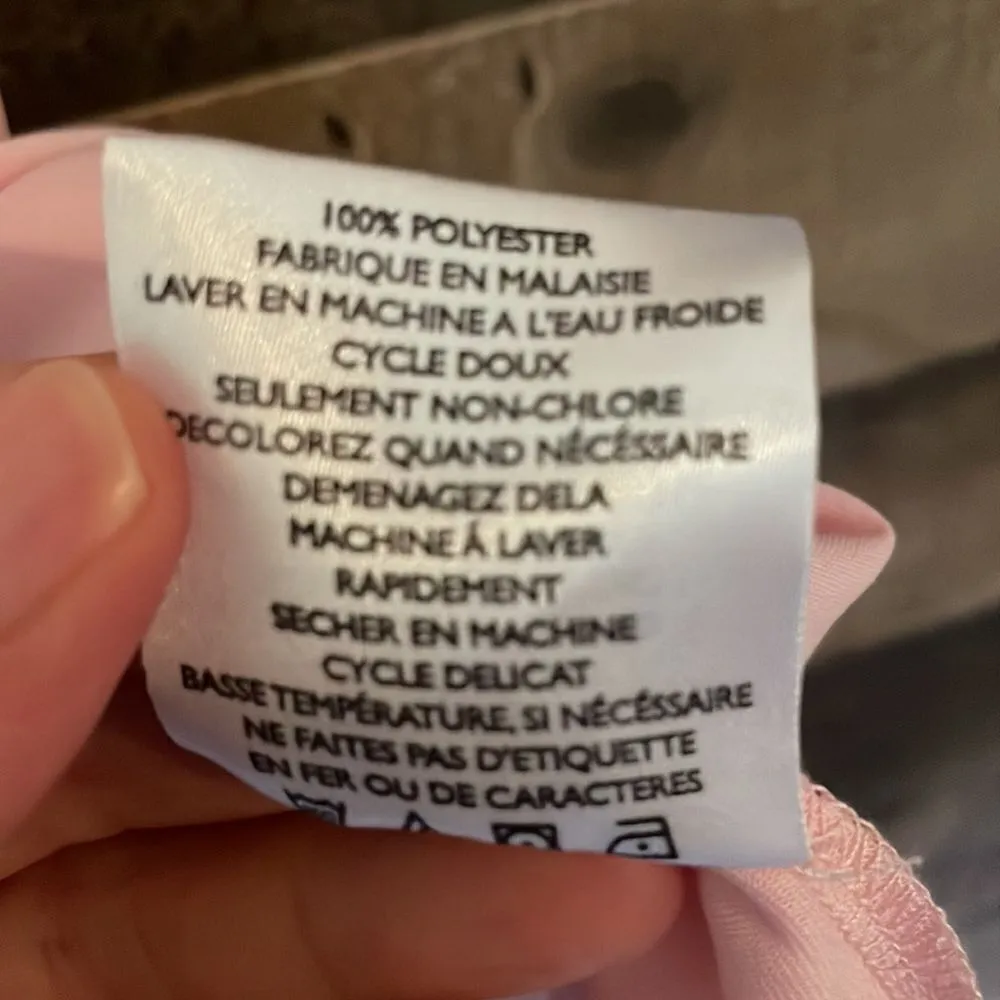 100% POLYESTER
FABRIQUE EN MALAISIE
LAVER EN MACHINE A L'EAU FROIDE
CYCLE DOUX
SEULEMENT NON-CHLORE
DECOLOREZ QUAND NÉCÉSSAIRE
DEMENAGEZ DELA
MACHINE Á LAVER
RAPIDEMENT
SECHER EN MACHINE
CYCLE DELICAT
BASSE TEMPÉRATURE, SI NÉCÉSSAIRE
NE FAITES PAS D'ETIQUETTE
EN FER OU DE CARACTERES